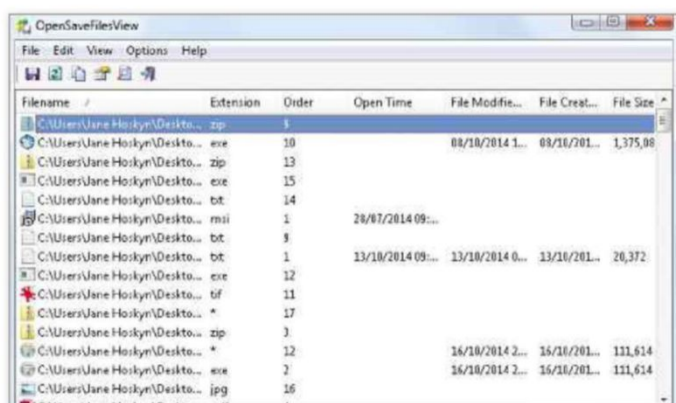 OpenSaveFilesView
File Edit View Options Help
Filename / Extension Order Open Time File Modifie... File Creat... File Size
C:\Users\Jane Hoskyn\Deskto... zip
C:\Users\Jane Hoskyn\Deskto... exe 10 08/10/2014 1... 08/10/201... 1,375,08
C:\Users\Jane Hoskyn\Deskto... zip 13
C:\Users\Jane Hoskyn\Deskto... exe 15
C:\Users\Jane Hoskyn\Deskto... txt 14
C:\Users\Jane Hoskyn\Deskto... msi 1 28/07/2014 09:...
C:\Users\Jane Hoskyn\Deskto... txt 9
C:\Users\Jane Hoskyn\Deskto... txt 1 13/10/2014 09:... 13/10/2014 0... 13/10/201... 20,372
C:\Users\Jane Hoskyn\Deskto... exe 12
C:\Users\Jane Hoskyn\Deskto... tif 11
C:\Users\Jane Hoskyn\Deskto... * 17
C:\Users\Jane Hoskyn\Deskto... zip 3
C:\Users\Jane Hoskyn\Deskto... * 12 16/10/2014 2... 16/10/201... 111,614
C:\Users\Jane Hoskyn\Deskto... exe 2 16/10/2014 2... 16/10/201... 111,614
C:\Users\Jane Hoskyn\Deskto... jpg 16